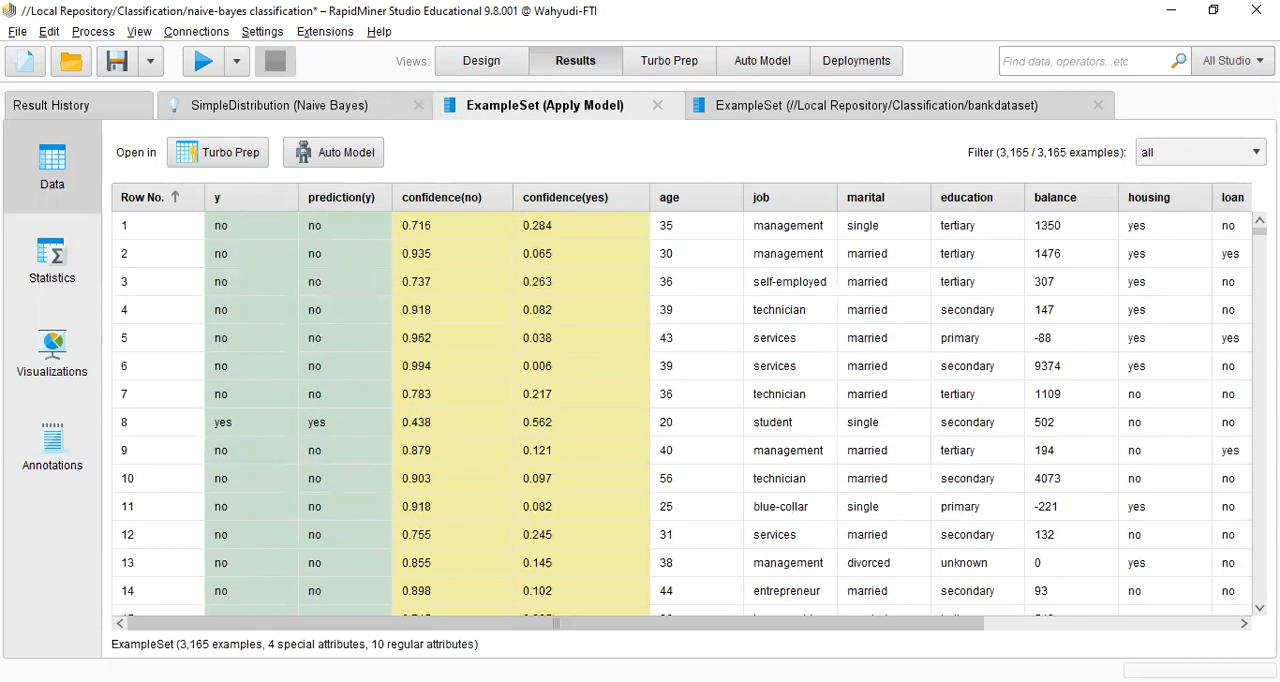 //Local Repository/Classification/naive-bayes classification* – RapidMiner Studio Educational 9.8.001 @ Wahyudi-FTI
File Edit Process View Connections Settings Extensions Help
Views: Design Results Turbo Prep Auto Model Deployments Find data, operators...etc All Studio
Result History SimpleDistribution (Naive Bayes) ExampleSet (Apply Model) ExampleSet (//Local Repository/Classification/bankdataset)
Data
Statistics
Visualizations
Annotations
Open in Turbo Prep Auto Model Filter (3,165 / 3,165 examples): all
Row No. y prediction(y) confidence(no) confidence(yes) age job marital education balance housing loan
1 no no 0.716 0.284 35 management single tertiary 1350 yes no
2 no no 0.935 0.065 30 management married tertiary 1476 yes yes
3 no no 0.737 0.263 36 self-employed married tertiary 307 yes no
4 no no 0.918 0.082 39 technician married secondary 147 yes no
5 no no 0.962 0.038 43 services married primary -88 yes yes
6 no no 0.994 0.006 39 services married secondary 9374 yes no
7 no no 0.783 0.217 36 technician married tertiary 1109 no no
8 yes yes 0.438 0.562 20 student single secondary 502 no no
9 no no 0.879 0.121 40 management married tertiary 194 no yes
10 no no 0.903 0.097 56 technician married secondary 4073 no no
11 no no 0.918 0.082 25 blue-collar single primary -221 yes no
12 no no 0.755 0.245 31 services married secondary 132 no no
13 no no 0.855 0.145 38 management divorced unknown 0 yes no
14 no no 0.898 0.102 44 entrepreneur married secondary 93 no no
ExampleSet (3,165 examples, 4 special attributes, 10 regular attributes)